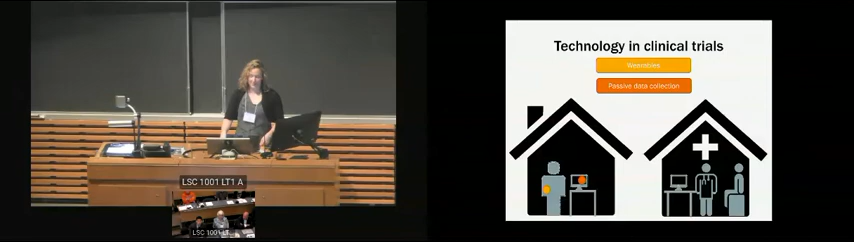 LSC 1001 LT1 A
LSC 1001 LT
Technology in clinical trials
Wearables
Passive data collection